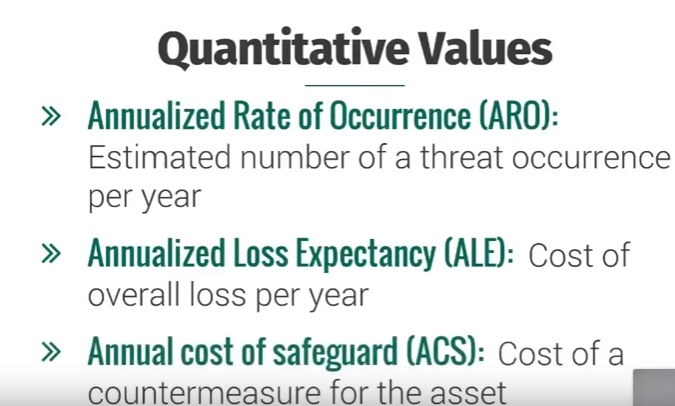 Quantitative Values
» Annualized Rate of Occurrence (ARO):
Estimated number of a threat occurrence
per year
» Annualized Loss Expectancy (ALE): Cost of
overall loss per year
» Annual cost of safeguard (ACS): Cost of a
countermeasure for the asset